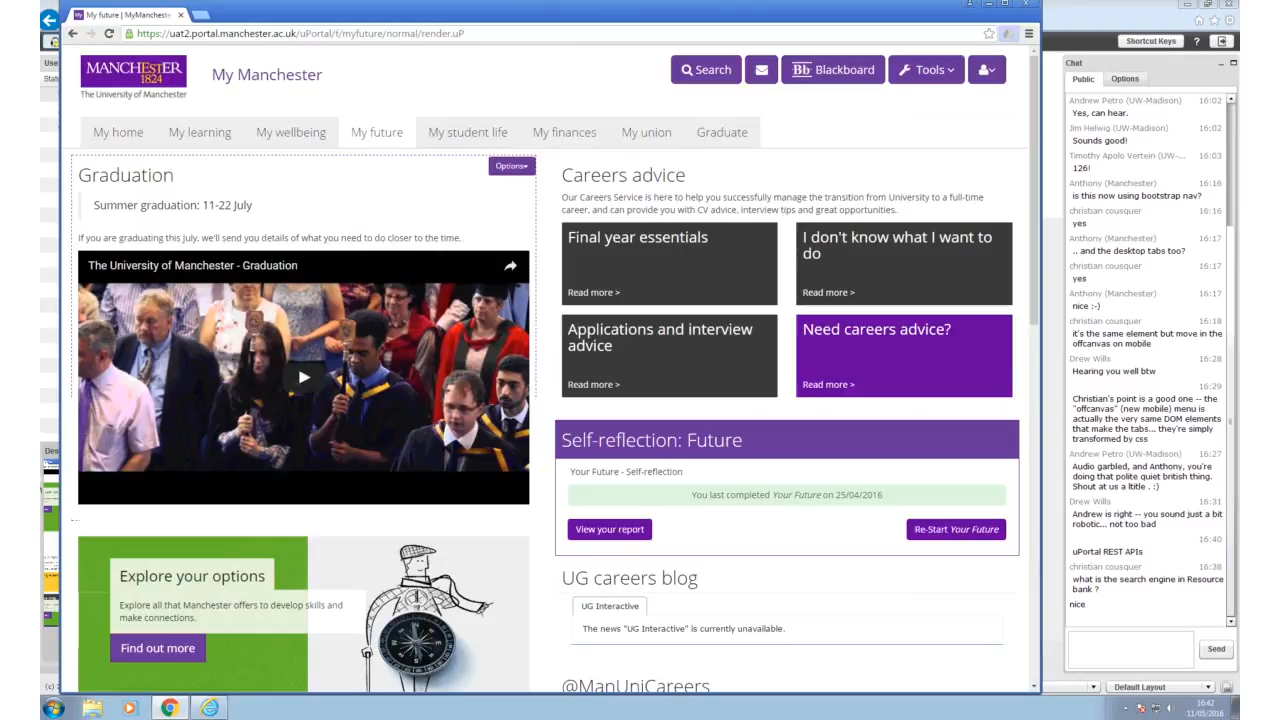 My future | MyManchest
https://uat2.portal.manchester.ac.uk/uPortal/f/myfuture/normal/render.uP
MANCHESTER
1824
The University of Manchester
My Manchester
Search
Bb Blackboard
Tools
My home
My learning
My wellbeing
My future
My student life
My finances
My union
Graduate
Options
Graduation
Summer graduation: 11-22 July
If you are graduating this July, we'll send you details of what you need to do closer to the time.
The University of Manchester - Graduation
Explore your options
Explore all that Manchester offers to develop skills and
make connections.
Find out more
Careers advice
Our Careers Service is here to help you successfully manage the transition from University to a full-time
career, and can provide you with CV advice, interview tips and great opportunities.
Final year essentials
Read more >
I don't know what I want to
do
Read more >
Applications and interview
advice
Read more >
Need careers advice?
Read more >
Self-reflection: Future
Your Future - Self-reflection
You last completed Your Future on 25/04/2016
View your report
Re-Start Your Future
UG careers blog
UG Interactive
The news "UG Interactive" is currently unavailable.
@ManUniCareers
Use
Stat
Des
(c)
Shortcut Keys
?
Chat
Public
Options
Andrew Petro (UW-Madison) 16:02
Yes, can hear.
Jim Helwig (UW-Madison) 16:02
Sounds good!
Timothy Apolo Vertein (UW-... 16:03
126!
Anthony (Manchester) 16:16
is this now using bootstrap nav?
christian cousquer 16:16
yes
Anthony (Manchester) 16:17
.. and the desktop tabs too?
christian cousquer 16:17
yes
Anthony (Manchester) 16:17
nice :-)
christian cousquer 16:18
it's the same element but move in the
offcanvas on mobile
Drew Wills 16:28
Hearing you well btw
16:29
Christian's point is a good one -- the
"offcanvas" (new mobile) menu is
actually the very same DOM elements
that make the tabs... they're simply
transformed by css
Andrew Petro (UW-Madison) 16:27
Audio garbled, and Anthony, you're
doing that polite quiet british thing.
Shout at us a ltitle . :)
Drew Wills 16:31
Andrew is right -- you sound just a bit
robotic... not too bad
16:40
uPortal REST APIs
christian cousquer 16:38
what is the search engine in Resource
bank ?
nice
Send
Default Layout
16:42
11/05/2016